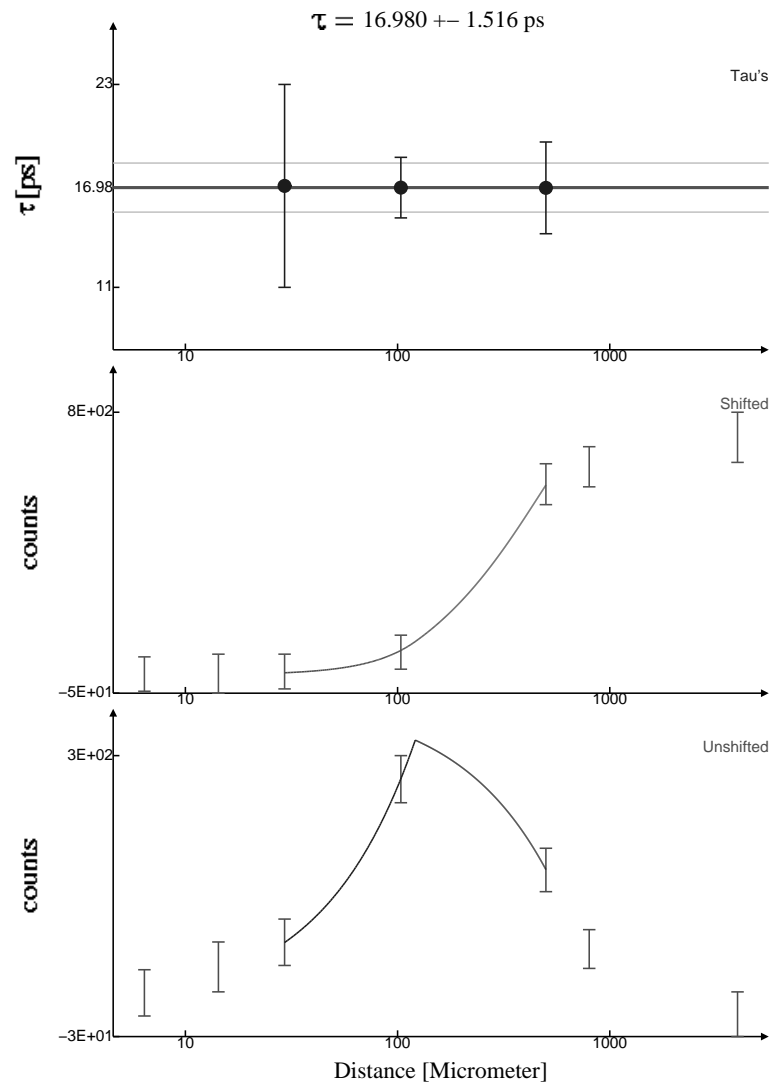 τ = 16.980 +− 1.516 ps
Tau's
τ [ps]
23
16.98
11
10 100 1000
Shifted
counts
8E+02
−5E+01
10 100 1000
Unshifted
counts
3E+02
−3E+01
10 100 1000
Distance [Micrometer]